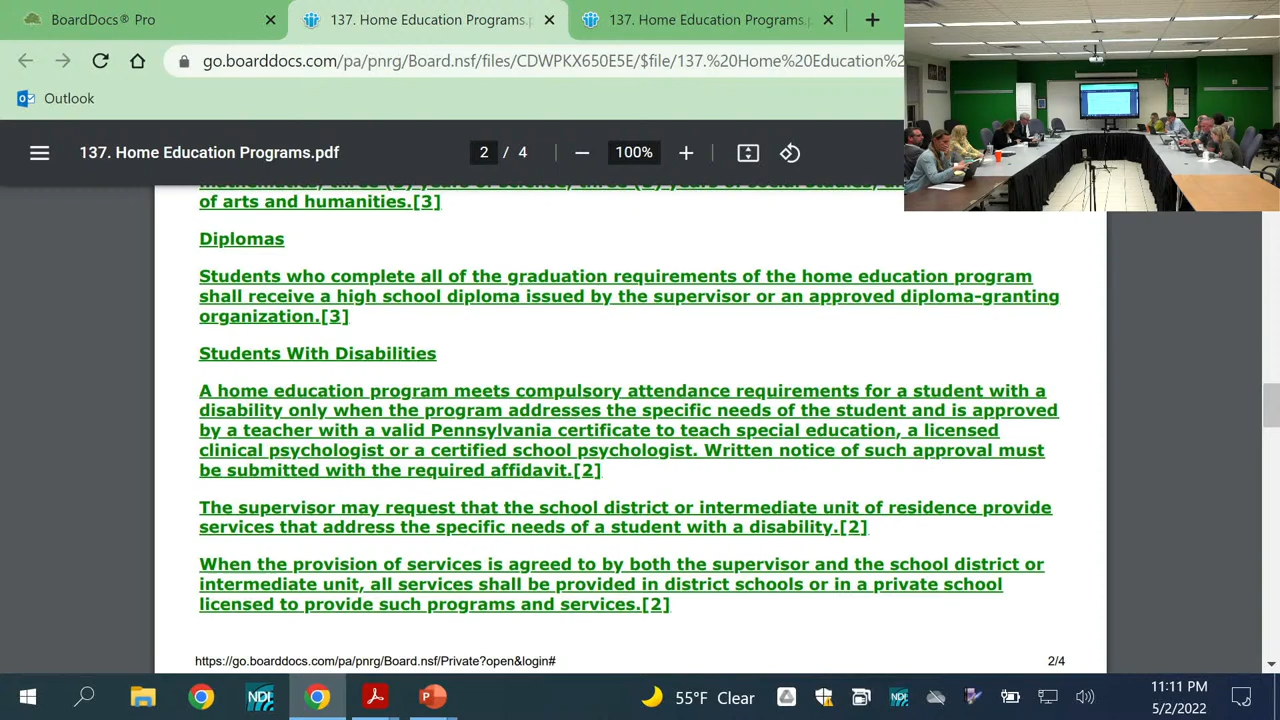 BoardDocs® Pro
137. Home Education Programs.p
137. Home Education Programs.p
go.boarddocs.com/pa/pnrg/Board.nsf/files/CDWPKX650E5E/$file/137.%20Home%20Education%2
Outlook
137. Home Education Programs.pdf
2 / 4
100%
of arts and humanities.[3]
Diplomas
Students who complete all of the graduation requirements of the home education program
shall receive a high school diploma issued by the supervisor or an approved diploma-granting
organization.[3]
Students With Disabilities
A home education program meets compulsory attendance requirements for a student with a
disability only when the program addresses the specific needs of the student and is approved
by a teacher with a valid Pennsylvania certificate to teach special education, a licensed
clinical psychologist or a certified school psychologist. Written notice of such approval must
be submitted with the required affidavit.[2]
The supervisor may request that the school district or intermediate unit of residence provide
services that address the specific needs of a student with a disability.[2]
When the provision of services is agreed to by both the supervisor and the school district or
intermediate unit, all services shall be provided in district schools or in a private school
licensed to provide such programs and services.[2]
https://go.boarddocs.com/pa/pnrg/Board.nsf/Private?open&login#
2/4
NDI
55°F Clear
NDI
11:11 PM
5/2/2022